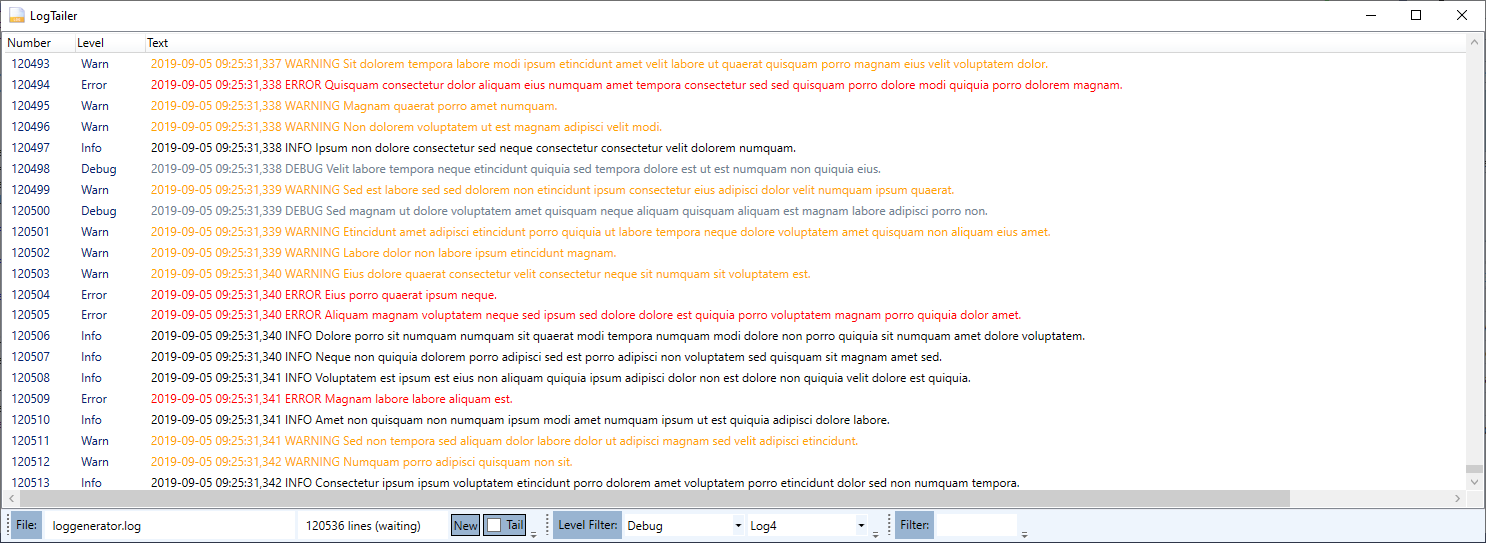 LogTailer
Number Level Text
120493 Warn 2019-09-05 09:25:31,337 WARNING Sit dolorem tempora labore modi ipsum etincidunt amet velit labore ut quaerat quisquam porro magnam eius velit voluptatem dolor.
120494 Error 2019-09-05 09:25:31,338 ERROR Quisquam consectetur dolor aliquam eius numquam amet tempora consectetur sed sed quisquam porro dolore modi quiquia porro dolorem magnam.
120495 Warn 2019-09-05 09:25:31,338 WARNING Magnam quaerat porro amet numquam.
120496 Warn 2019-09-05 09:25:31,338 WARNING Non dolorem voluptatem ut est magnam adipisci velit modi.
120497 Info 2019-09-05 09:25:31,338 INFO Ipsum non dolore consectetur sed neque consectetur consectetur velit dolorem numquam.
120498 Debug 2019-09-05 09:25:31,338 DEBUG Velit labore tempora neque etincidunt quiquia sed tempora dolore est ut est numquam non quiquia eius.
120499 Warn 2019-09-05 09:25:31,339 WARNING Sed est labore sed sed dolorem non etincidunt ipsum consectetur eius adipisci dolor velit numquam ipsum quaerat.
120500 Debug 2019-09-05 09:25:31,339 DEBUG Sed magnam ut dolore voluptatem amet quisquam neque aliquam quisquam aliquam est magnam labore adipisci porro non.
120501 Warn 2019-09-05 09:25:31,339 WARNING Etincidunt amet adipisci etincidunt porro quiquia ut labore tempora neque dolore voluptatem amet quisquam non aliquam eius amet.
120502 Warn 2019-09-05 09:25:31,339 WARNING Labore dolor non labore ipsum etincidunt magnam.
120503 Warn 2019-09-05 09:25:31,340 WARNING Eius dolore quaerat consectetur velit consectetur neque sit numquam sit voluptatem est.
120504 Error 2019-09-05 09:25:31,340 ERROR Eius porro quaerat ipsum neque.
120505 Error 2019-09-05 09:25:31,340 ERROR Aliquam magnam voluptatem neque sed ipsum sed dolore dolore est quiquia porro voluptatem magnam porro quiquia dolor amet.
120506 Info 2019-09-05 09:25:31,340 INFO Dolore porro sit numquam numquam sit quaerat modi tempora numquam modi dolore non porro quiquia sit numquam amet dolore voluptatem.
120507 Info 2019-09-05 09:25:31,340 INFO Neque non quiquia dolorem porro adipisci sed est porro adipisci non voluptatem sed quisquam sit magnam amet sed.
120508 Info 2019-09-05 09:25:31,341 INFO Voluptatem est ipsum est eius non aliquam quiquia ipsum adipisci dolor non est dolore non quiquia velit dolore est quiquia.
120509 Error 2019-09-05 09:25:31,341 ERROR Magnam labore labore aliquam est.
120510 Info 2019-09-05 09:25:31,341 INFO Amet non quisquam non numquam ipsum modi amet numquam ipsum ut est quiquia adipisci dolore labore.
120511 Warn 2019-09-05 09:25:31,341 WARNING Sed non tempora sed aliquam dolor labore dolor ut adipisci magnam sed velit adipisci etincidunt.
120512 Warn 2019-09-05 09:25:31,342 WARNING Numquam porro adipisci quisquam non sit.
120513 Info 2019-09-05 09:25:31,342 INFO Consectetur ipsum ipsum voluptatem etincidunt porro dolorem amet voluptatem porro etincidunt dolor sed non numquam tempora.
File: loggenerator.log 120536 lines (waiting) New Tail Level Filter: Debug Log4 Filter: